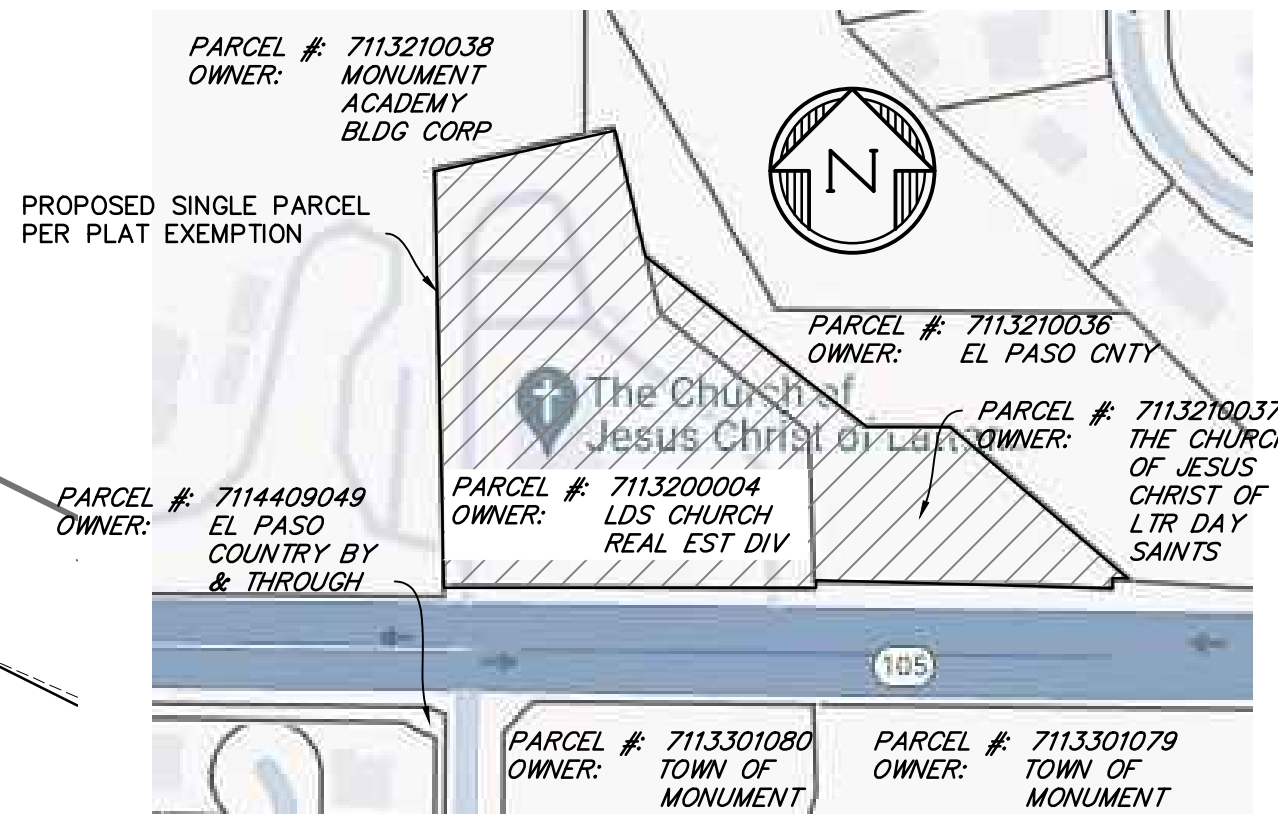 PARCEL #: 7113210038
OWNER: MONUMENT
ACADEMY
BLDG CORP
PROPOSED SINGLE PARCEL
PER PLAT EXEMPTION
N
PARCEL #: 7113210036
OWNER: EL PASO CNTY
The Church of
Jesus Christ of Lat
PARCEL #: 7113210037
OWNER: THE CHURCH
OF JESUS
CHRIST OF
LTR DAY
SAINTS
PARCEL #: 7114409049
OWNER: EL PASO
COUNTRY BY
& THROUGH
PARCEL #: 7113200004
OWNER: LDS CHURCH
REAL EST DIV
105
PARCEL #: 7113301080
OWNER: TOWN OF
MONUMENT
PARCEL #: 7113301079
OWNER: TOWN OF
MONUMENT